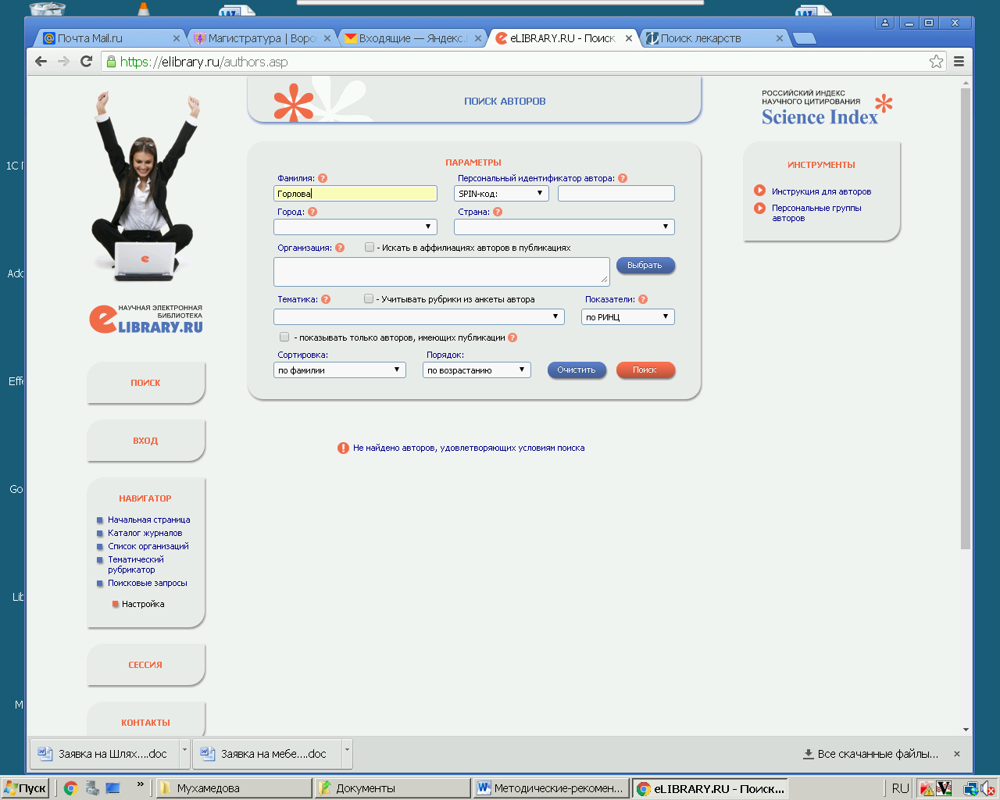 Почта Mail.ru
Магистратура | Воро
Входящие — Яндекс.
eLIBRARY.RU - Поиск
Поиск лекарств
https://elibrary.ru/authors.asp
1С
Ado
Effe
Go
Lib
M
ПОИСК АВТОРОВ
РОССИЙСКИЙ ИНДЕКС
НАУЧНОГО ЦИТИРОВАНИЯ
Science Index
НАУЧНАЯ ЭЛЕКТРОННАЯ
БИБЛИОТЕКА
eLIBRARY.RU
ПОИСК
ВХОД
НАВИГАТОР
Начальная страница
Каталог журналов
Список организаций
Тематический
рубрикатор
Поисковые запросы
Настройка
СЕССИЯ
КОНТАКТЫ
ПАРАМЕТРЫ
Фамилия: ?
Персональный идентификатор автора: ?
Горлова
SPIN-код:
Город: ?
Страна: ?
Организация: ?
- Искать в аффилиациях авторов в публикациях
Выбрать
Тематика: ?
- Учитывать рубрики из анкеты автора
Показатели: ?
по РИНЦ
- показывать только авторов, имеющих публикации ?
Сортировка:
Порядок:
по фамилии
по возрастанию
Очистить
Поиск
! Не найдено авторов, удовлетворяющих условиям поиска
ИНСТРУМЕНТЫ
Инструкция для авторов
Персональные группы
авторов
Заявка на Шлях....doc
Заявка на мебе....doc
Все скачанные файлы...
Пуск
»
Мухамедова
Документы
Методические-рекомен...
eLIBRARY.RU - Поиск...
RU